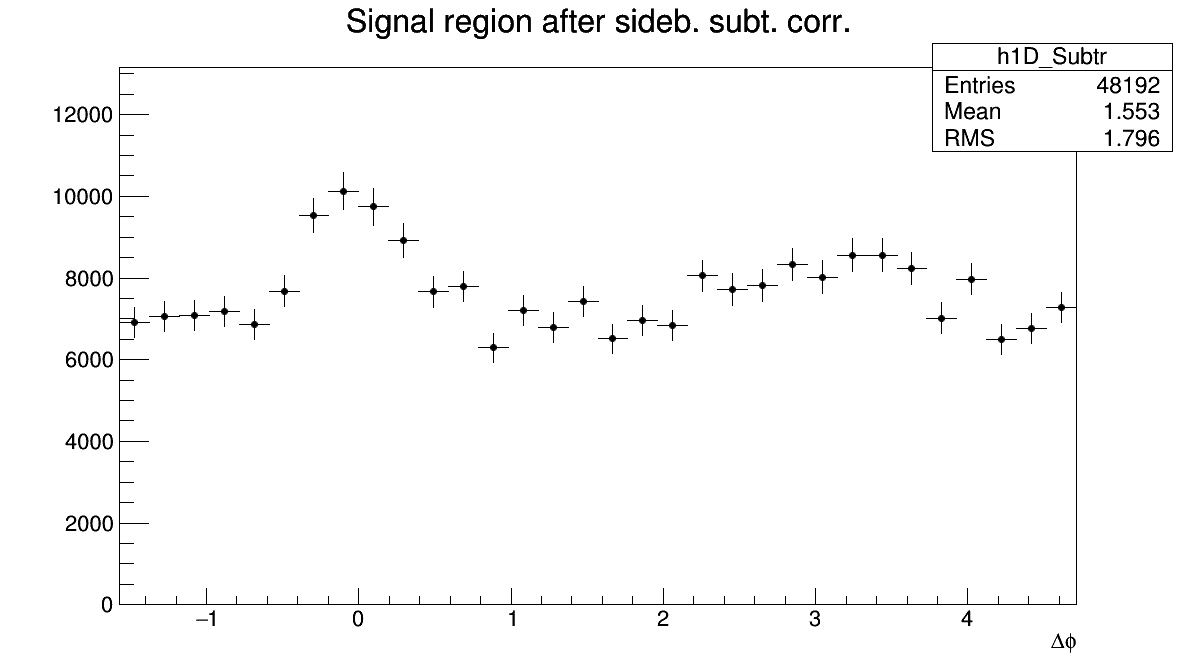 Signal region after sideb. subt. corr.
h1D_Subtr
Entries 48192
Mean 1.553
RMS 1.796
12000
10000
8000
6000
4000
2000
0
−1 0 1 2 3 4
Δϕ